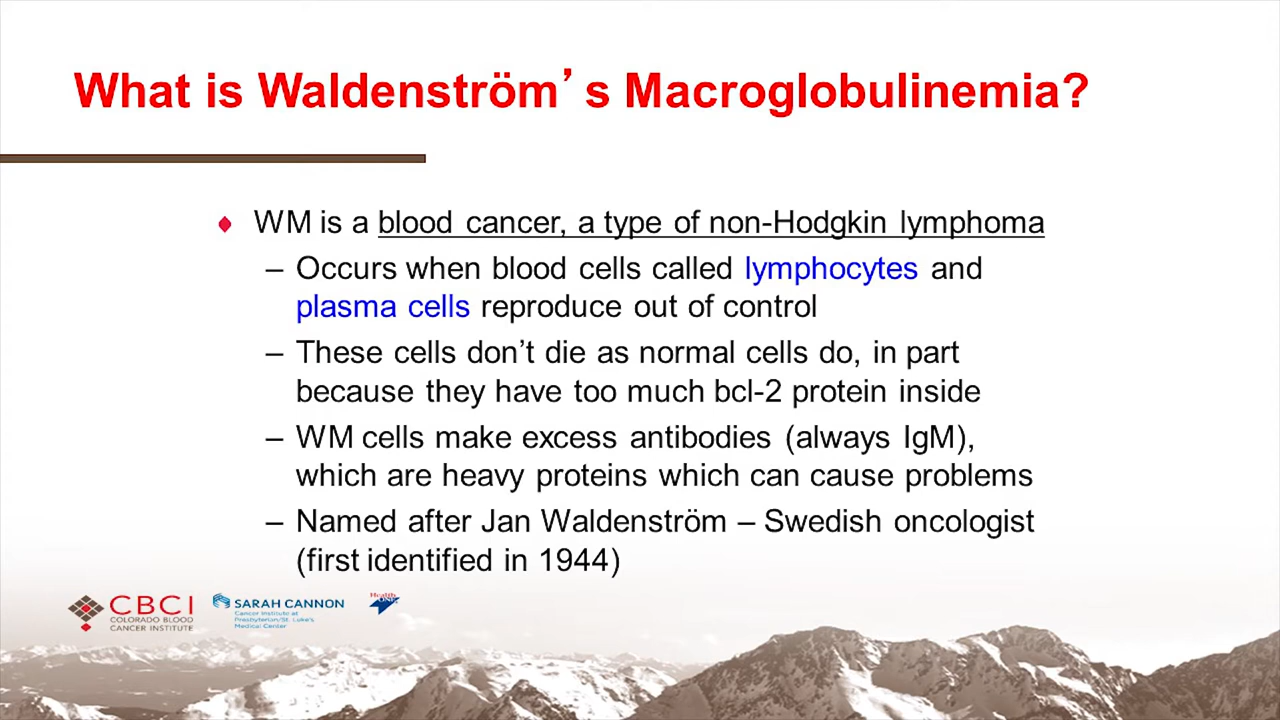 What is Waldenström’s Macroglobulinemia?
WM is a blood cancer, a type of non-Hodgkin lymphoma
– Occurs when blood cells called lymphocytes and
plasma cells reproduce out of control
– These cells don’t die as normal cells do, in part
because they have too much bcl-2 protein inside
– WM cells make excess antibodies (always IgM),
which are heavy proteins which can cause problems
– Named after Jan Waldenström – Swedish oncologist
(first identified in 1944)
CBCI
COLORADO BLOOD
CANCER INSTITUTE
SARAH CANNON
Cancer Institute at
Presbyterian/St. Luke's
Medical Center
Health
ONE